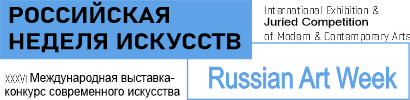 РОССИЙСКАЯ
НЕДЕЛЯ ИСКУССТВ
International Exhibition &
Juried Competition
of Modern & Contemporary Arts
XXXVI Международная выставка-
конкурс современного искусства
Russian Art Week